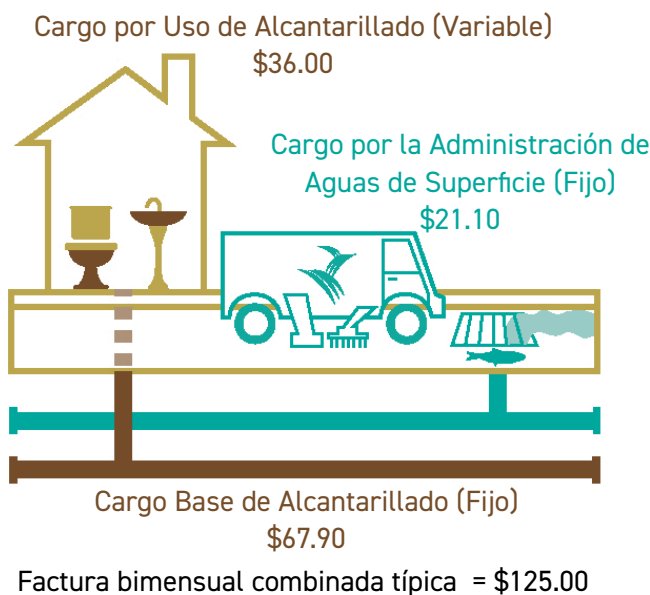 Cargo por Uso de Alcantarillado (Variable)
$36.00
Cargo por la Administración de
Aguas de Superficie (Fijo)
$21.10
Cargo Base de Alcantarillado (Fijo)
$67.90
Factura bimensual combinada típica = $125.00